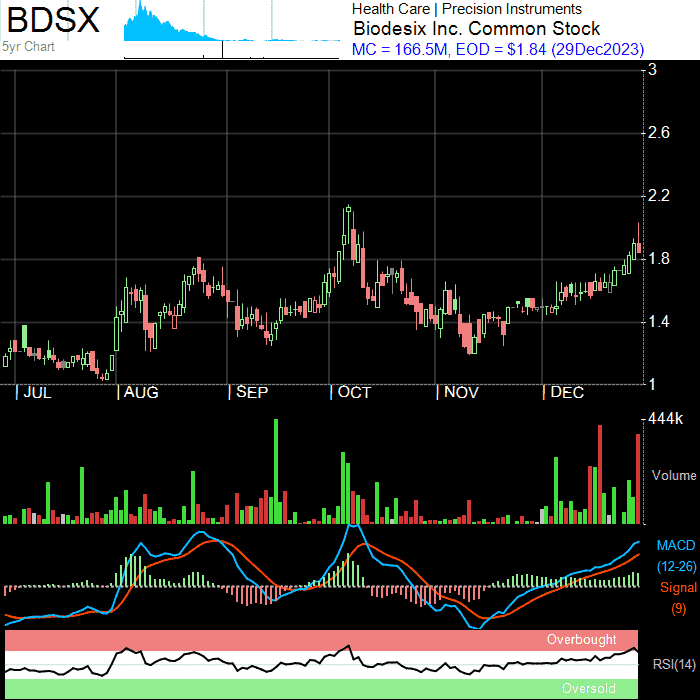 BDSX
5yr Chart
Health Care | Precision Instruments
Biodesix Inc. Common Stock
MC = 166.5M, EOD = $1.84 (29Dec2023)
3
2.6
2.2
1.8
1.4
1
JUL AUG SEP OCT NOV DEC
444k
Volume
MACD
(12-26)
Signal
(9)
Overbought
RSI(14)
Oversold